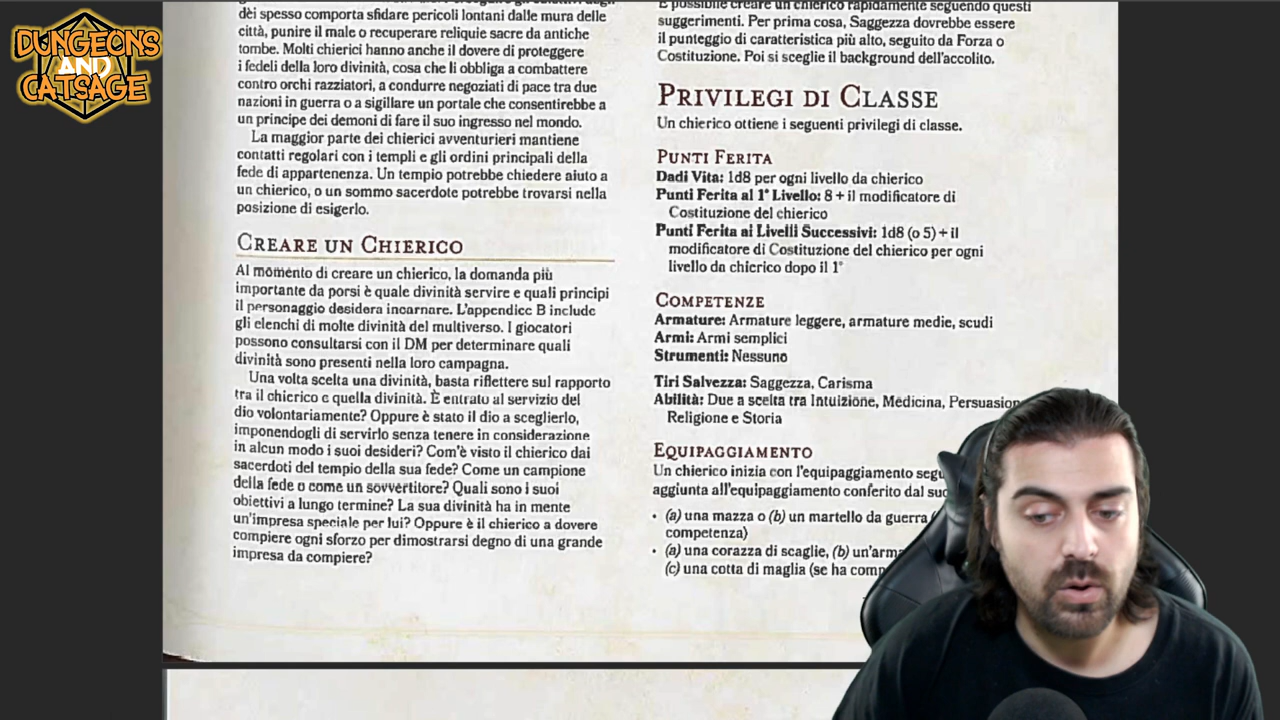 DUNGEONS
AND
CATSAGE
dèi spesso comporta sfidare pericoli lontani dalle mura delle
città, punire il male o recuperare reliquie sacre da antiche
tombe. Molti chierici hanno anche il dovere di proteggere
i fedeli della loro divinità, cosa che li obbliga a combattere
contro orchi razziatori, a condurre negoziati di pace tra due
nazioni in guerra o a sigillare un portale che consentirebbe a
un principe dei demoni di fare il suo ingresso nel mondo.
La maggior parte dei chierici avventurieri mantiene
contatti regolari con i templi e gli ordini principali della
fede di appartenenza. Un tempio potrebbe chiedere aiuto a
un chierico, o un sommo sacerdote potrebbe trovarsi nella
posizione di esigerlo.
CREARE UN CHIERICO
Al momento di creare un chierico, la domanda più
importante da porsi è quale divinità servire e quali principi
il personaggio desidera incarnare. L'appendice B include
gli elenchi di molte divinità del multiverso. I giocatori
possono consultarsi con il DM per determinare quali
divinità sono presenti nella loro campagna.
Una volta scelta una divinità, basta riflettere sul rapporto
tra il chierico e quella divinità. È entrato al servizio del
dio volontariamente? Oppure è stato il dio a sceglierlo,
imponendogli di servirlo senza tenere in considerazione
in alcun modo i suoi desideri? Com'è visto il chierico dai
sacerdoti del tempio della sua fede? Come un campione
della fede o come un sovvertitore? Quali sono i suoi
obiettivi a lungo termine? La sua divinità ha in mente
un'impresa speciale per lui? Oppure è il chierico a dovere
compiere ogni sforzo per dimostrarsi degno di una grande
impresa da compiere?
È possibile creare un chierico rapidamente seguendo questi
suggerimenti. Per prima cosa, Saggezza dovrebbe essere
il punteggio di caratteristica più alto, seguito da Forza o
Costituzione. Poi si sceglie il background dell'accolito.
PRIVILEGI DI CLASSE
Un chierico ottiene i seguenti privilegi di classe.
PUNTI FERITA
Dadi Vita: 1d8 per ogni livello da chierico
Punti Ferita al 1° Livello: 8 + il modificatore di
Costituzione del chierico
Punti Ferita ai Livelli Successivi: 1d8 (o 5) + il
modificatore di Costituzione del chierico per ogni
livello da chierico dopo il 1°
COMPETENZE
Armature: Armature leggere, armature medie, scudi
Armi: Armi semplici
Strumenti: Nessuno
Tiri Salvezza: Saggezza, Carisma
Abilità: Due a scelta tra Intuizione, Medicina, Persuasion
Religione e Storia
EQUIPAGGIAMENTO
Un chierico inizia con l'equipaggiamento segu
aggiunta all'equipaggiamento conferito dal suo
• (a) una mazza o (b) un martello da guerra (
competenza)
• (a) una corazza di scaglie, (b) un'arma
(c) una cotta di maglia (se ha comp